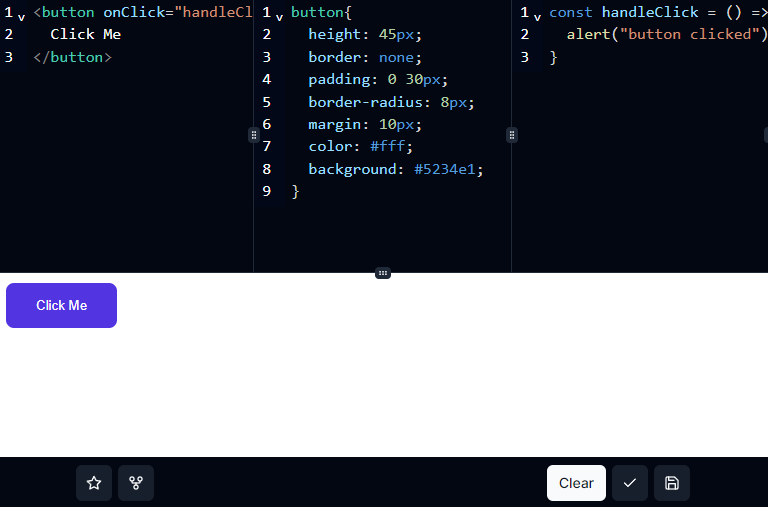 1 v <button onClick="handleCl
2 Click Me
3 </button>
1 v button{
2 height: 45px;
3 border: none;
4 padding: 0 30px;
5 border-radius: 8px;
6 margin: 10px;
7 color: #fff;
8 background: #5234e1;
9 }
1 v const handleClick = () =>
2 alert("button clicked")
3 }
Click Me
Clear